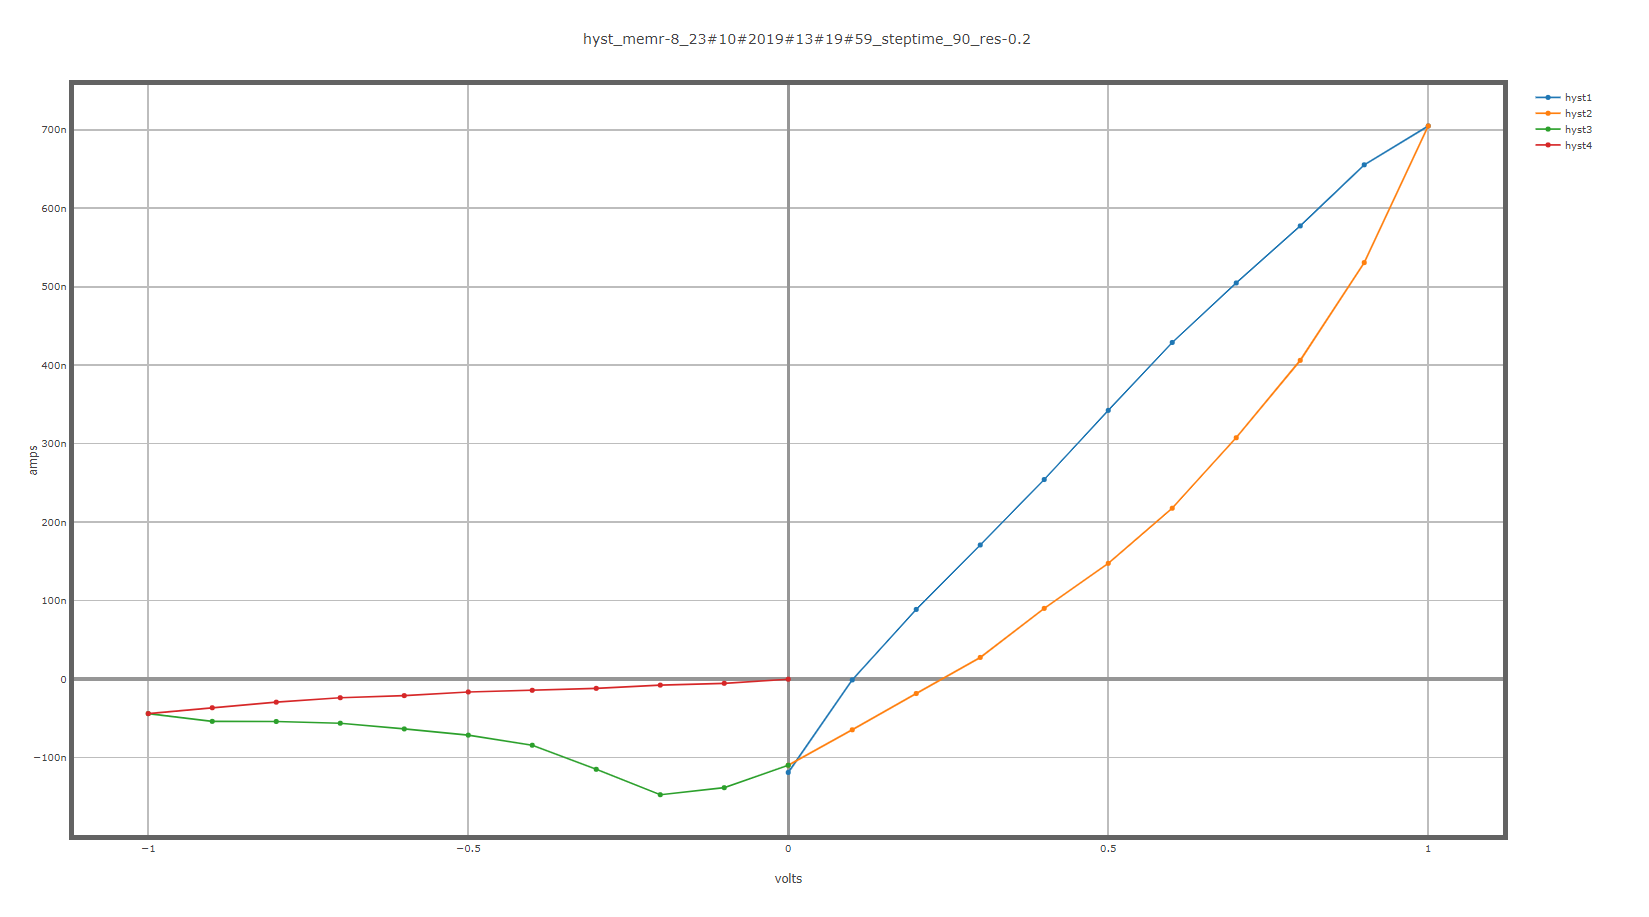 hyst_memr-8_23#10#2019#13#19#59_steptime_90_res-0.2
hyst1
hyst2
hyst3
hyst4
700n
600n
500n
400n
300n
200n
100n
0
−100n
amps
−1
−0.5
0
0.5
1
volts